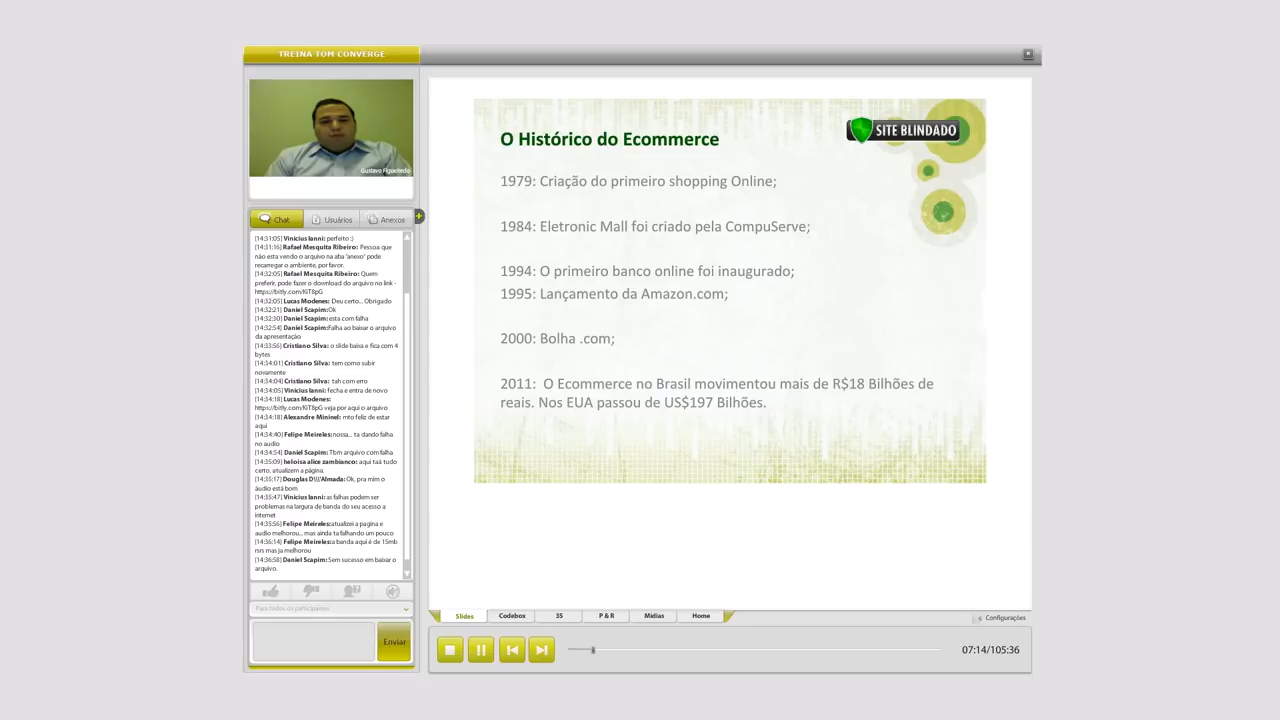 TREINA TOM CONVERGE
Gustavo Figueiredo
Chat
Usuários
Anexos
[14:31:05] Vinicius Ianni: perfeito ;)
[14:31:16] Rafael Mesquita Ribeiro: Pessoa que
não esta vendo o arquivo na aba 'anexo' pode
recarregar o ambiente, por favor.
[14:32:05] Rafael Mesquita Ribeiro: Quem
preferir, pode fazer o download do arquivo no link -
https://bitly.com/KiT8pG
[14:32:05] Lucas Modenes: Deu certo... Obrigado
[14:32:21] Daniel Scapim:Ok
[14:32:30] Daniel Scapim: esta com falha
[14:32:54] Daniel Scapim:Falha ao baixar o arquivo
da apresentação
[14:33:56] Cristiano Silva: o slide baixa e fica com 4
bytes
[14:34:01] Cristiano Silva: tem como subir
novamente
[14:34:04] Cristiano Silva: tah com erro
[14:34:05] Vinicius Ianni: fecha e entra de novo
[14:34:18] Lucas Modenes:
https://bitly.com/KiT8pG veja por aqui o arquivo
[14:34:18] Alexandre Mininel: mto feliz de estar
aqui
[14:34:40] Felipe Meireles: nossa... ta dando falha
no audio
[14:34:54] Daniel Scapim: Tbm arquivo com falha
[14:35:09] heloisa alice zambianco: aqui taá tudo
certo. atualizem a página.
[14:35:17] Douglas D\\\'Almada: Ok, pra mim o
áudio está bom
[14:35:47] Vinicius Ianni: as falhas podem ser
problemas na largura de banda do seu acesso a
internet
[14:35:56] Felipe Meireles:atualizei a pagina e
audio melhorou... mas ainda ta falhando um pouco
[14:36:14] Felipe Meireles:a banda aqui é de 15mb
rsrs mas ja melhorou
[14:36:58] Daniel Scapim: Sem sucesso em baixar o
arquivo.
Para todos os participantes
Enviar
SITE BLINDADO
O Histórico do Ecommerce
1979: Criação do primeiro shopping Online;
1984: Eletronic Mall foi criado pela CompuServe;
1994: O primeiro banco online foi inaugurado;
1995: Lançamento da Amazon.com;
2000: Bolha .com;
2011: O Ecommerce no Brasil movimentou mais de R$18 Bilhões de
reais. Nos EUA passou de US$197 Bilhões.
Slides
Codebox
3S
P & R
Mídias
Home
Configurações
07:14/105:36